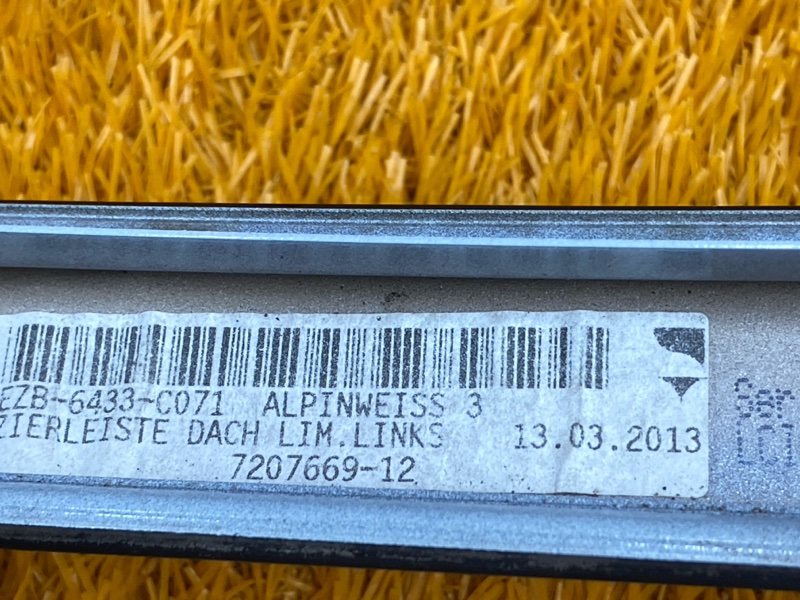 EZB-6433-C071 ALPINWEISS 3
ZIERLEISTE DACH LIM.LINKS 13.03.2013
7207669-12